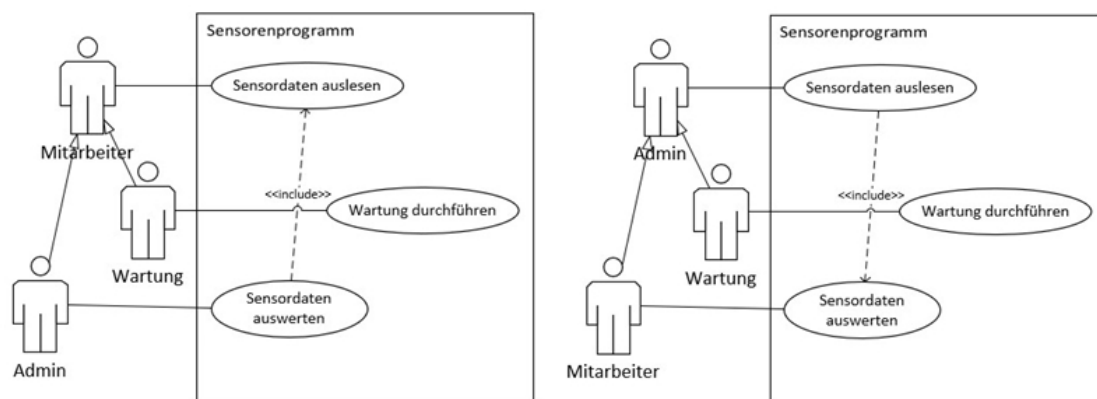 Sensorenprogramm
Sensordaten auslesen
Mitarbeiter
<<include>>
Wartung durchführen
Wartung
Sensordaten
auswerten
Admin
Sensorenprogramm
Sensordaten auslesen
Admin
<<include>>
Wartung durchführen
Wartung
Sensordaten
auswerten
Mitarbeiter